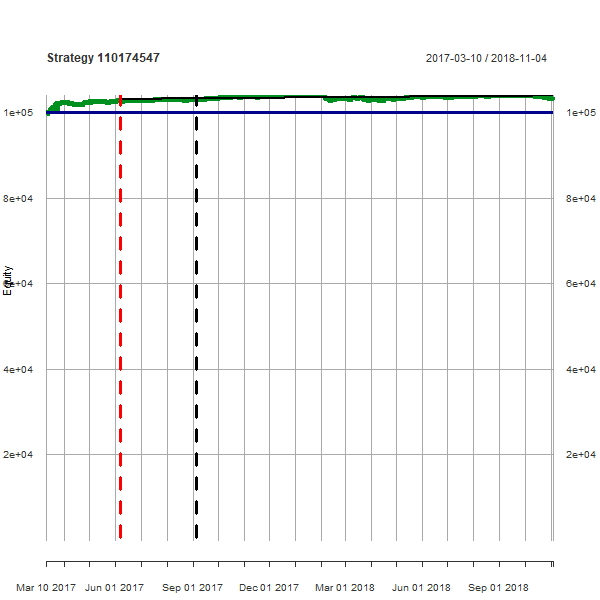 Strategy 110174547
2017-03-10 / 2018-11-04
1e+05
1e+05
8e+04
8e+04
Equity
6e+04
6e+04
4e+04
4e+04
2e+04
2e+04
Mar 10 2017
Jun 01 2017
Sep 01 2017
Dec 01 2017
Mar 01 2018
Jun 01 2018
Sep 01 2018